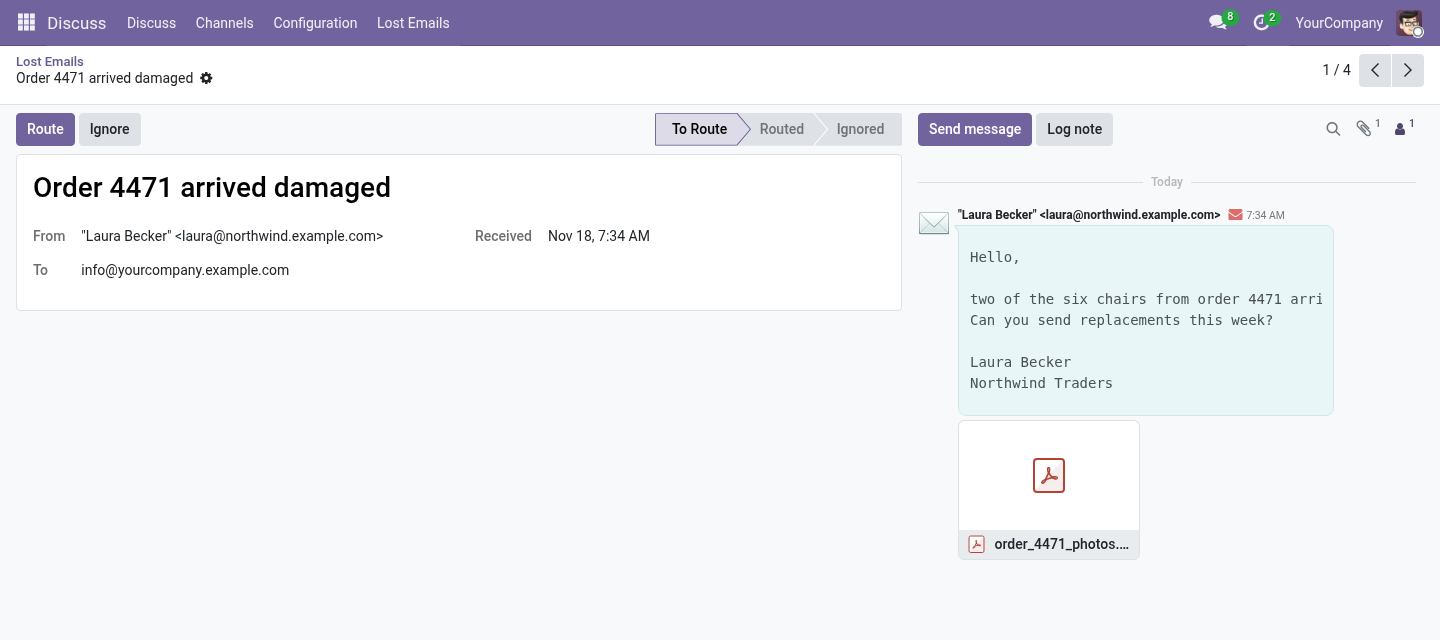 Discuss Discuss Channels Configuration Lost Emails 8 2 YourCompany
Lost Emails
Order 4471 arrived damaged
1 / 4
Route Ignore To Route Routed Ignored
Send message Log note 1 1
Order 4471 arrived damaged
From "Laura Becker" <laura@northwind.example.com> Received Nov 18, 7:34 AM
To info@yourcompany.example.com
Today
"Laura Becker" <laura@northwind.example.com> 7:34 AM
Hello,
two of the six chairs from order 4471 arri
Can you send replacements this week?
Laura Becker
Northwind Traders
order_4471_photos....